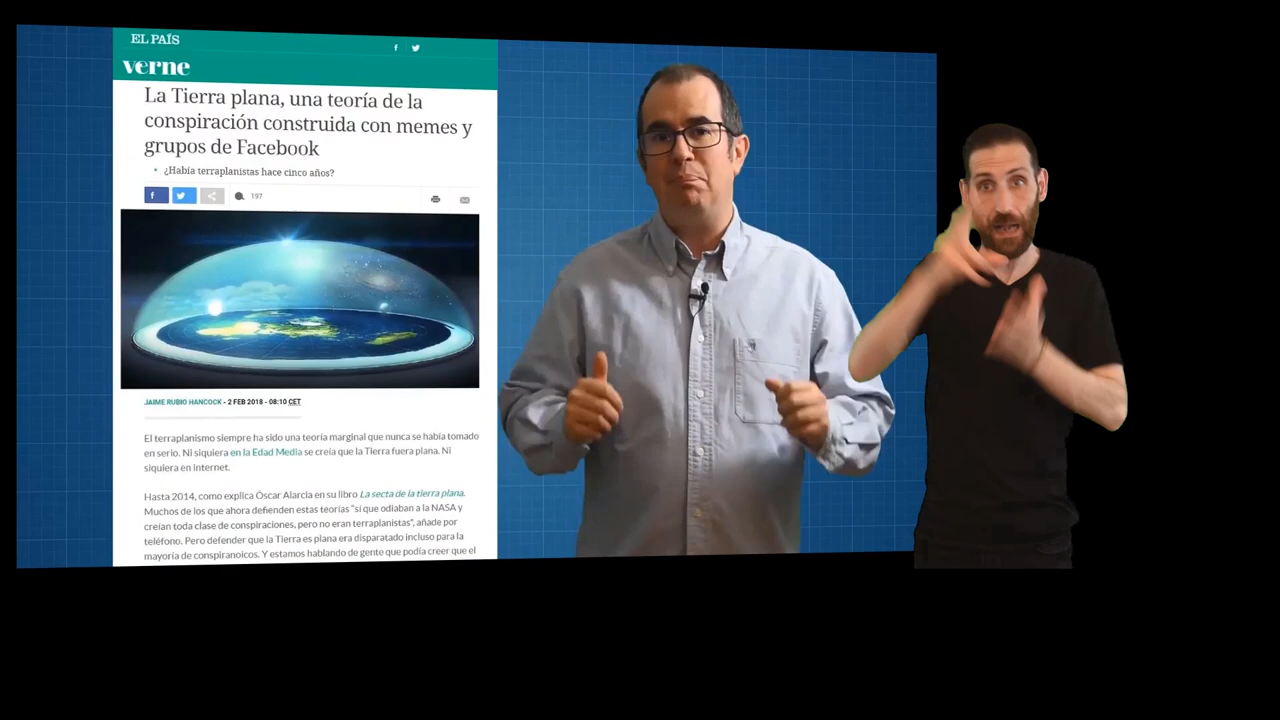 EL PAÍS
verne
La Tierra plana, una teoría de la
conspiración construida con memes y
grupos de Facebook
¿Había terraplanistas hace cinco años?
197
JAIME RUBIO HANCOCK - 2 FEB 2018 - 08:10 CET
El terraplanismo siempre ha sido una teoría marginal que nunca se había tomado
en serio. Ni siquiera en la Edad Media se creía que la Tierra fuera plana. Ni
siquiera en internet.
Hasta 2014, como explica Óscar Alarcia en su libro La secta de la tierra plana.
Muchos de los que ahora defienden estas teorías "sí que odiaban a la NASA y
creían toda clase de conspiraciones, pero no eran terraplanistas", añade por
teléfono. Pero defender que la Tierra es plana era disparatado incluso para la
mayoría de conspiranoicos. Y estamos hablando de gente que podía creer que el